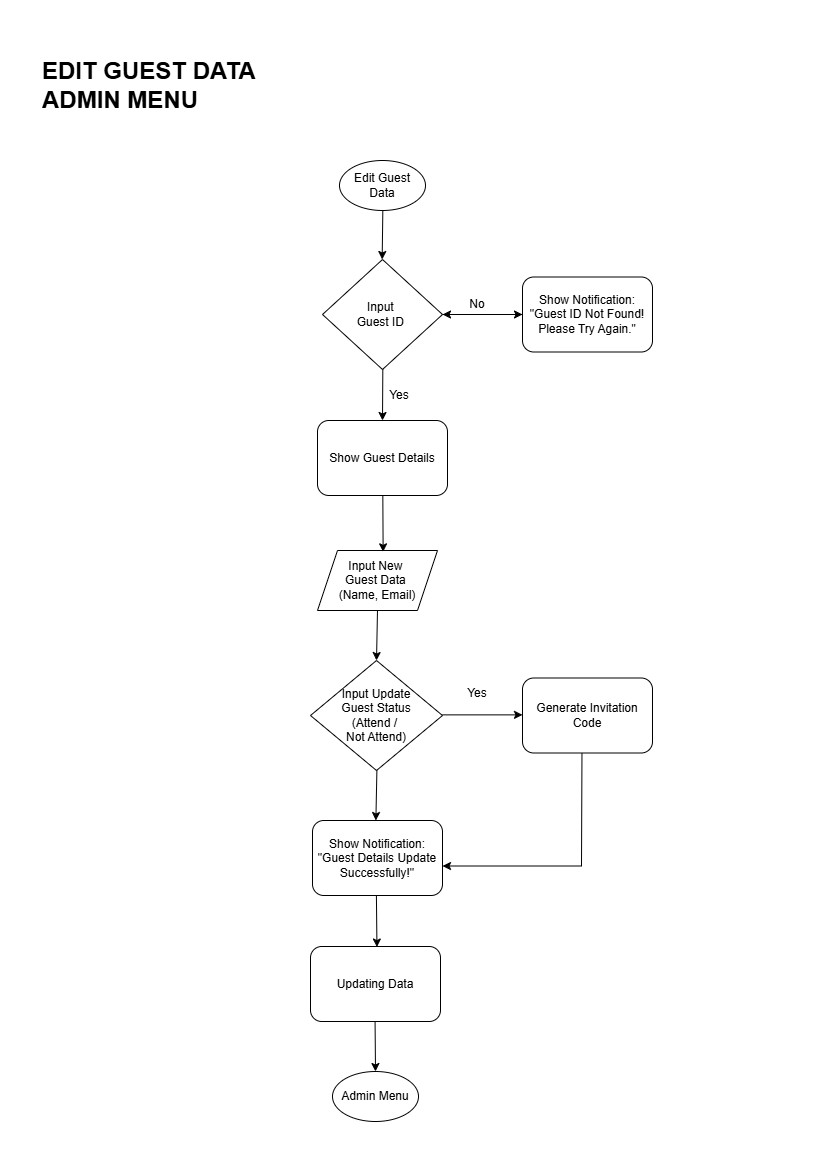 EDIT GUEST DATA
ADMIN MENU
Edit Guest
Data
Input
Guest ID
No
Show Notification:
"Guest ID Not Found!
Please Try Again."
Yes
Show Guest Details
Input New
Guest Data
(Name, Email)
Input Update
Guest Status
(Attend /
Not Attend)
Yes
Generate Invitation
Code
Show Notification:
"Guest Details Update
Successfully!"
Updating Data
Admin Menu